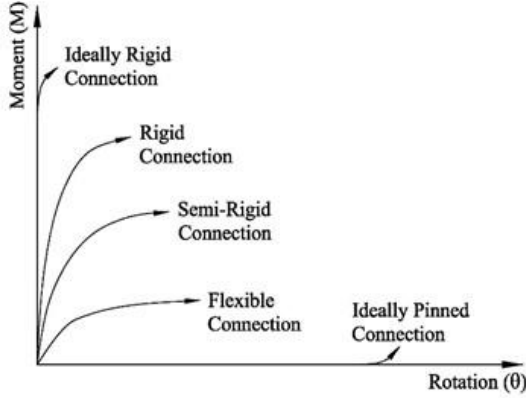 Moment (M)
Ideally Rigid
Connection
Rigid
Connection
Semi-Rigid
Connection
Flexible
Connection
Ideally Pinned
Connection
Rotation (θ)